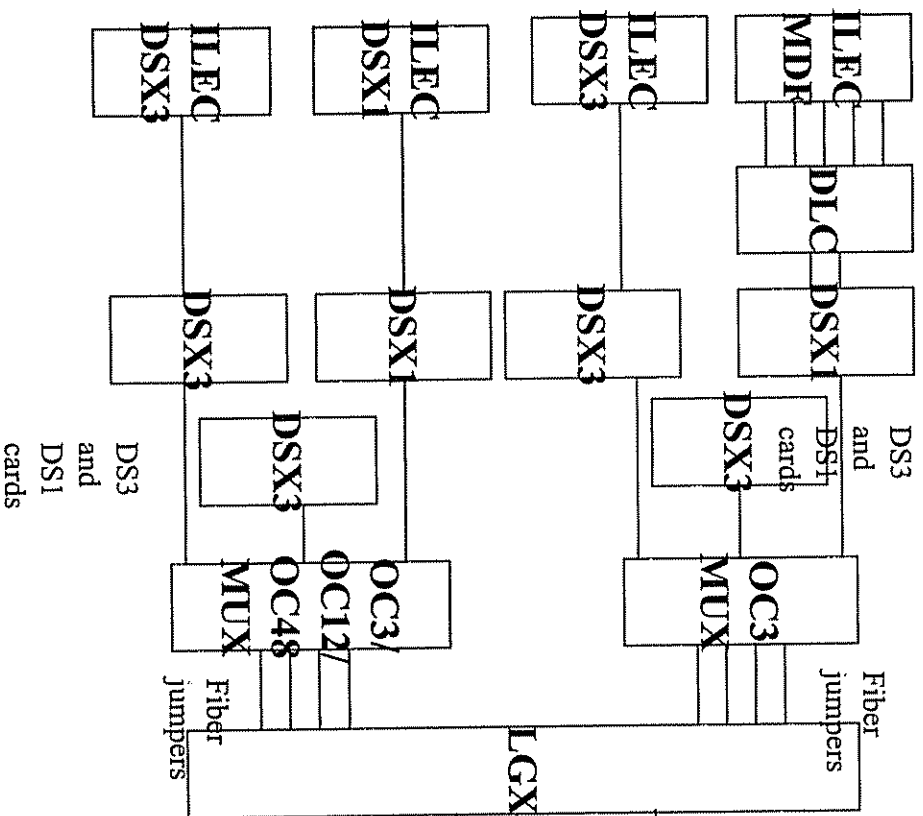 ILEC
MDF
DLC
DSX1
DS3
and
DS1
cards
DSX3
OC3
MUX
Fiber
jumpers
ILEC
DSX3
DSX3
ILEC
DSX1
DSX1
OC3/
OC12/
OC48
MUX
DSX3
ILEC
DSX3
DSX3
DS3
and
DS1
cards
Fiber
jumpers
LGX